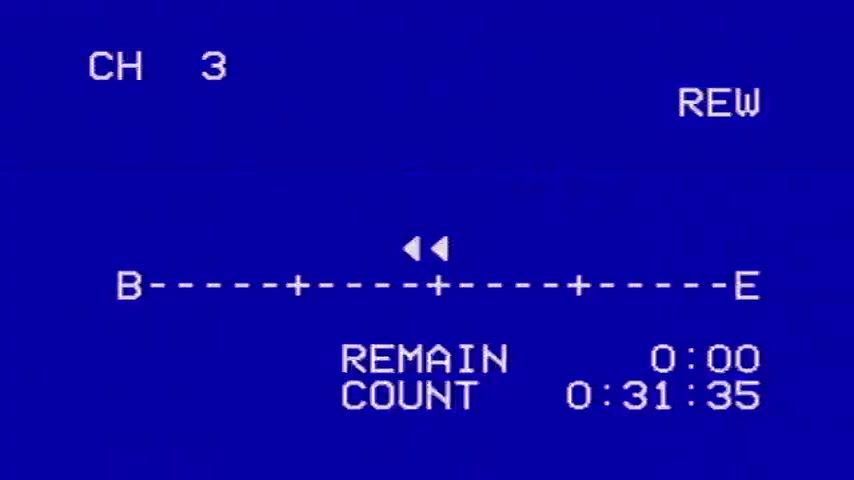 CH 3
REW
◀◀
B-----+----+----+-----E
REMAIN 0:00
COUNT 0:31:35